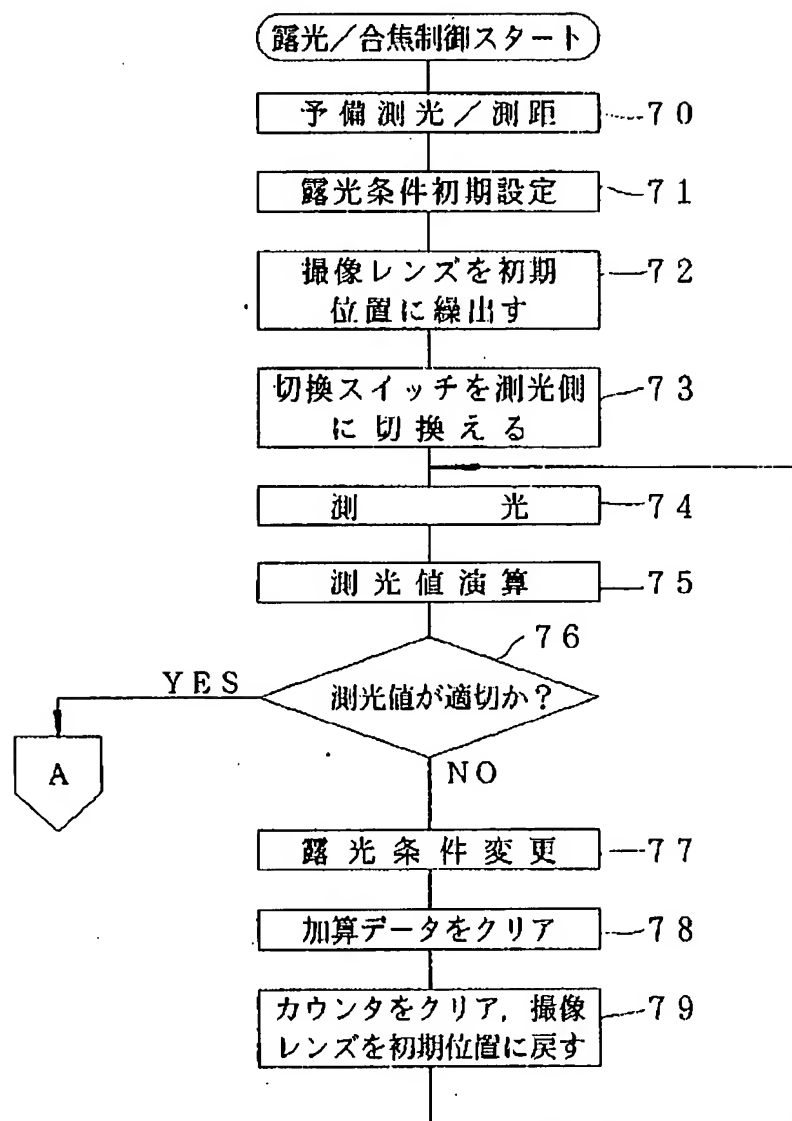 露光／合焦制御スタート
予備測光／測距
70
露光条件初期設定
71
撮像レンズを初期
位置に繰出す
72
切換スイッチを測光側
に切換える
73
測光
74
測光値演算
75
76
測光値が適切か？
YES
A
NO
露光条件変更
77
加算データをクリア
78
カウンタをクリア，撮像
レンズを初期位置に戻す
79